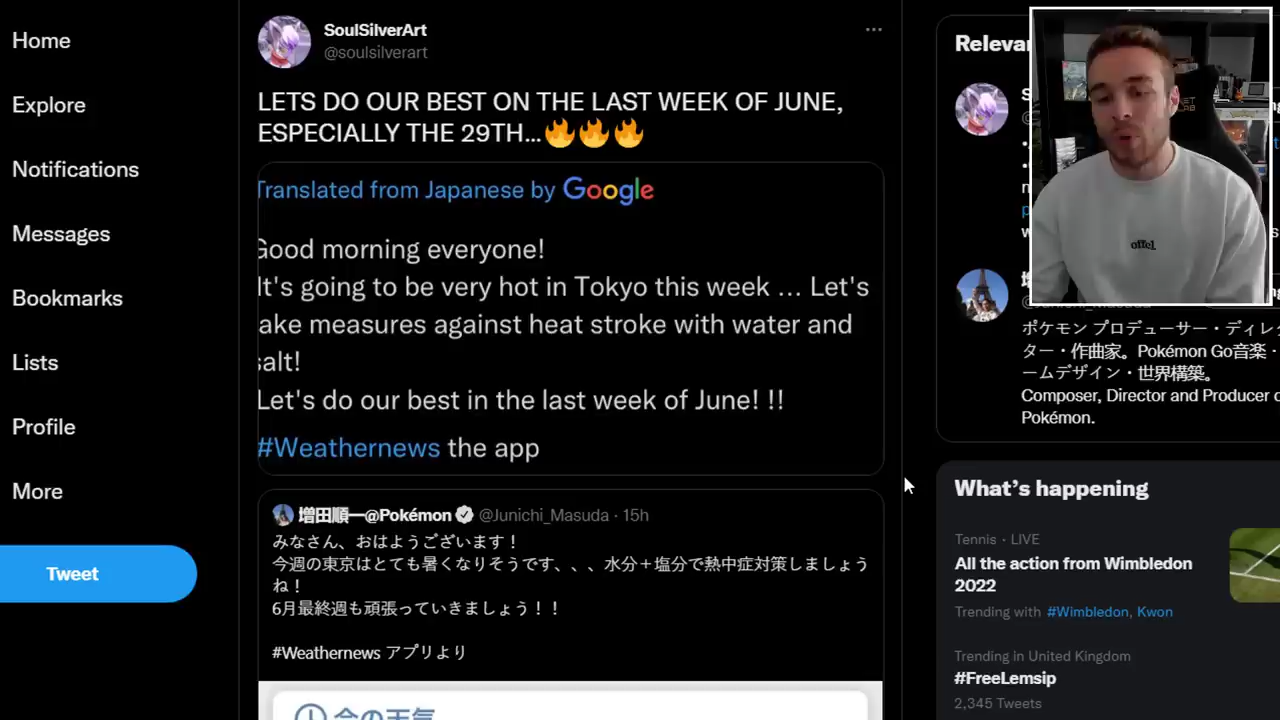 Home
Explore
Notifications
Messages
Bookmarks
Lists
Profile
More
Tweet
SoulSilverArt
@soulsilverart
LETS DO OUR BEST ON THE LAST WEEK OF JUNE,
ESPECIALLY THE 29TH...🔥🔥🔥
Translated from Japanese by Google
Good morning everyone!
It's going to be very hot in Tokyo this week ... Let's
ake measures against heat stroke with water and
salt!
Let's do our best in the last week of June! !!
#Weathernews the app
増田順一@Pokémon @Junichi_Masuda · 15h
みなさん、おはようございます！
今週の東京はとても暑くなりそうです、、、水分＋塩分で熱中症対策しましょう
ね！
6月最終週も頑張っていきましょう！！
#Weathernews アプリより
今の天気
Releva
offcl.
ポケモン プロデューサー・ディレク
ター・作曲家。Pokémon Go音楽・
ームデザイン・世界構築。
Composer, Director and Producer o
Pokémon.
What's happening
Tennis · LIVE
All the action from Wimbledon
2022
Trending with #Wimbledon, Kwon
Trending in United Kingdom
#FreeLemsip
2,345 Tweets